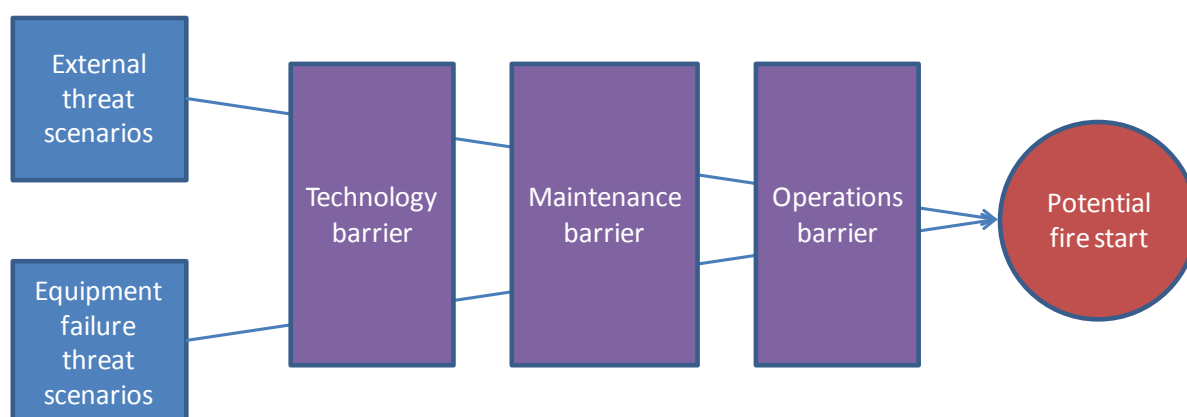 External
threat
scenarios
Equipment
failure
threat
scenarios
Technology
barrier
Maintenance
barrier
Operations
barrier
Potential
fire start